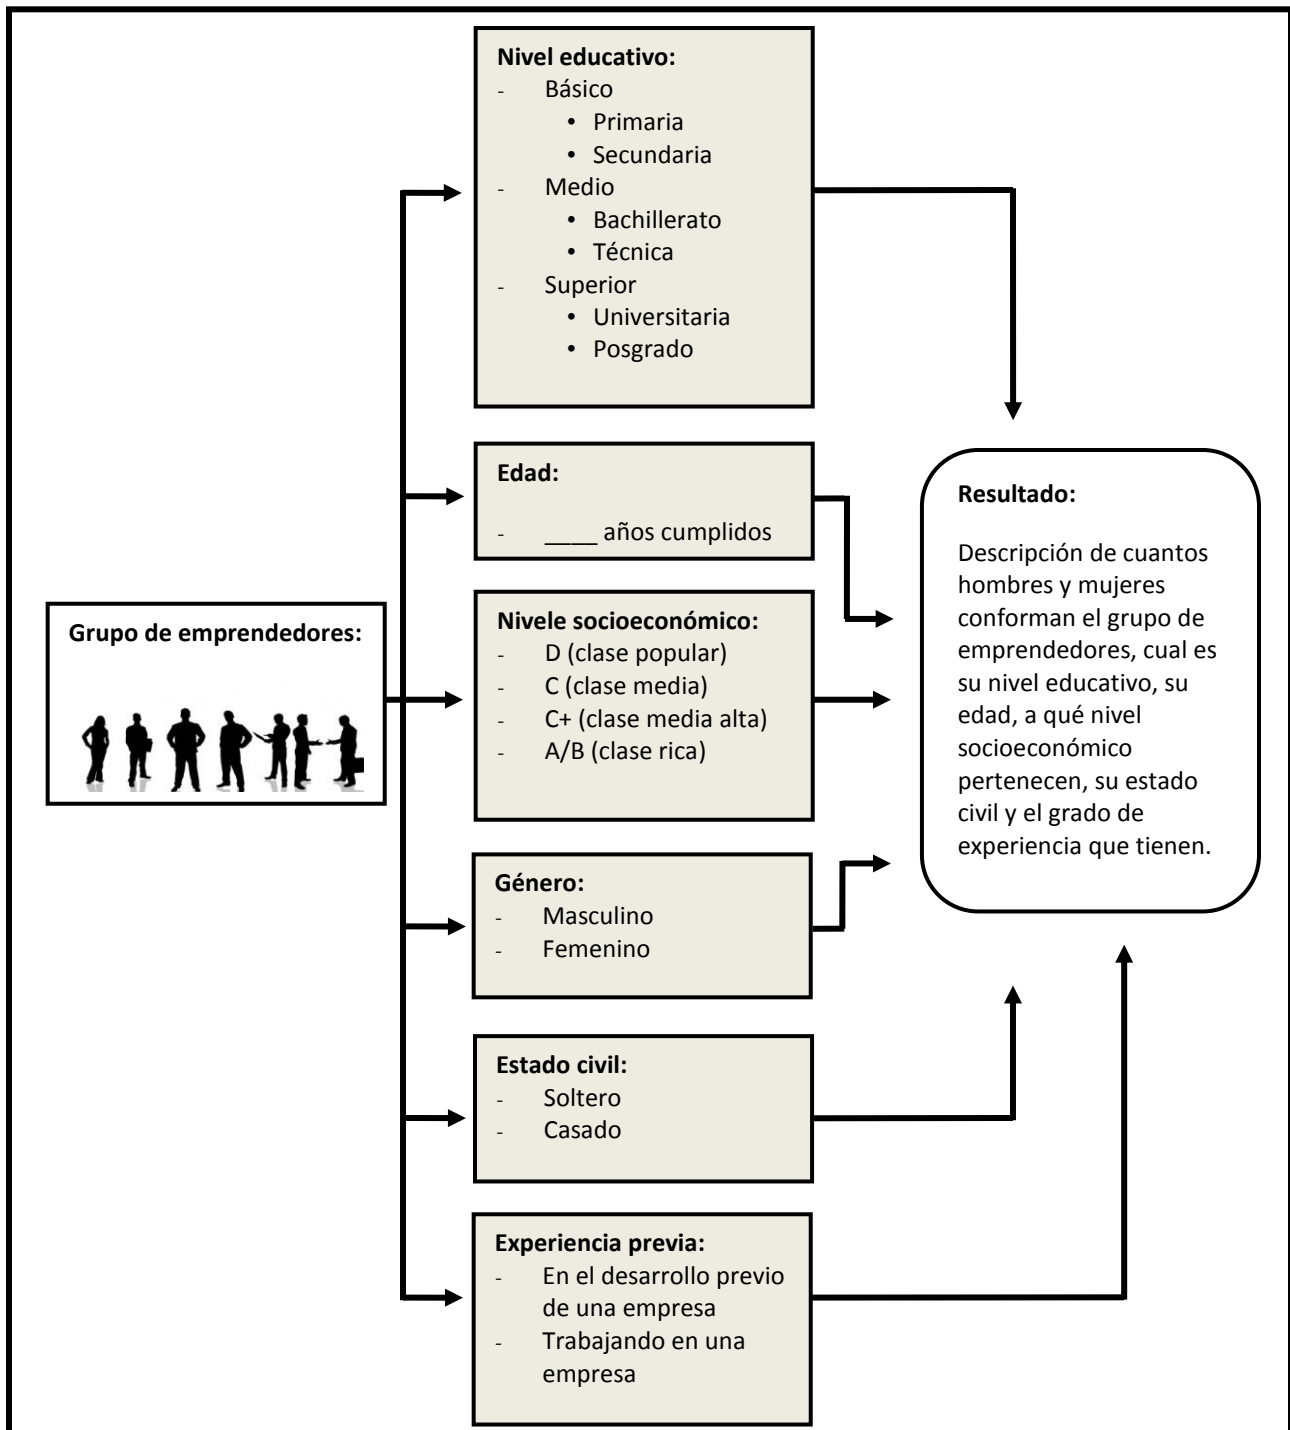 Nivel educativo:
- Básico
• Primaria
• Secundaria
- Medio
• Bachillerato
• Técnica
- Superior
• Universitaria
• Posgrado
Edad:
- ____ años cumplidos
Grupo de emprendedores:
Nivele socioeconómico:
- D (clase popular)
- C (clase media)
- C+ (clase media alta)
- A/B (clase rica)
Género:
- Masculino
- Femenino
Estado civil:
- Soltero
- Casado
Experiencia previa:
- En el desarrollo previo
de una empresa
- Trabajando en una
empresa
Resultado:
Descripción de cuantos
hombres y mujeres
conforman el grupo de
emprendedores, cual es
su nivel educativo, su
edad, a qué nivel
socioeconómico
pertenecen, su estado
civil y el grado de
experiencia que tienen.